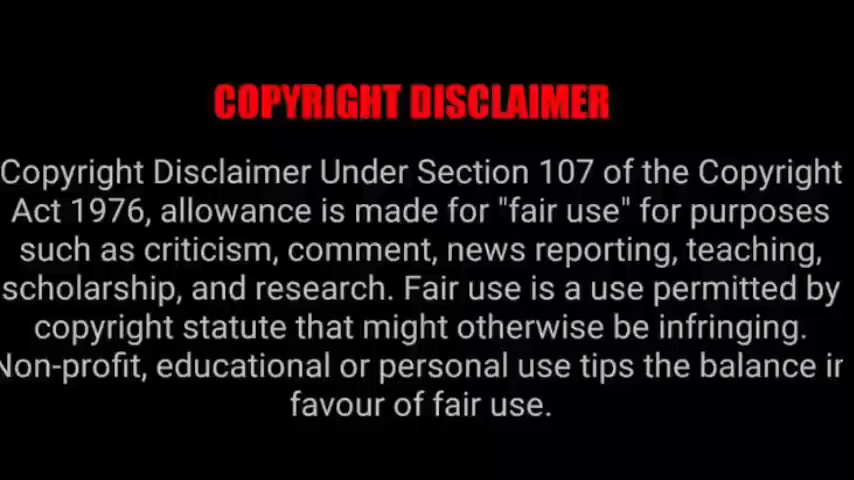 COPYRIGHT DISCLAIMER
Copyright Disclaimer Under Section 107 of the Copyright
Act 1976, allowance is made for "fair use" for purposes
such as criticism, comment, news reporting, teaching,
scholarship, and research. Fair use is a use permitted by
copyright statute that might otherwise be infringing.
Non-profit, educational or personal use tips the balance in
favour of fair use.